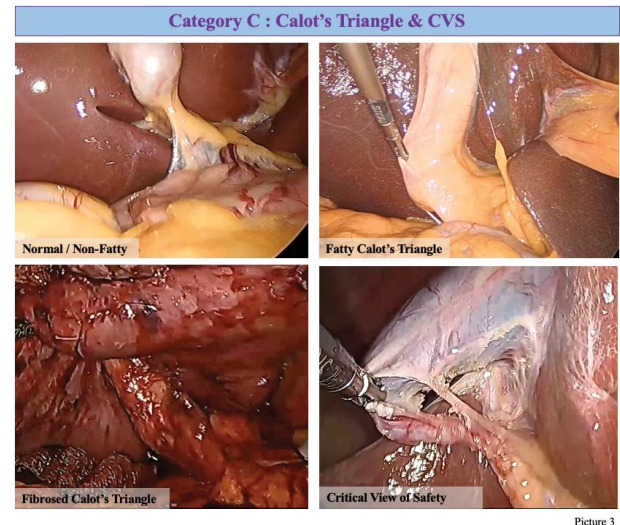 Category C : Calot's Triangle & CVS
Normal / Non-Fatty
Fatty Calot's Triangle
Fibrosed Calot's Triangle
Critical View of Safety
Picture 3